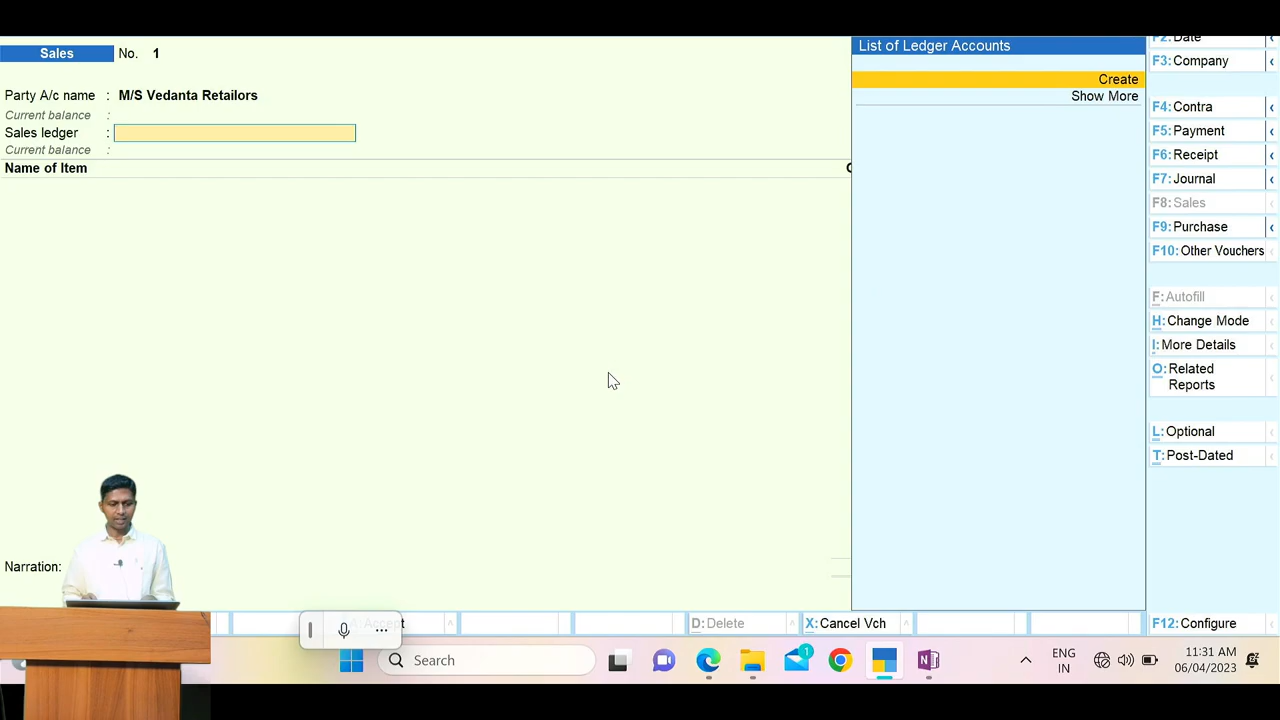 Sales No. 1
Party A/c name : M/S Vedanta Retailors
Current balance :
Sales ledger :
Current balance :
Name of Item
Narration:
List of Ledger Accounts
Create
Show More
F2: Date
F3: Company
F4: Contra
F5: Payment
F6: Receipt
F7: Journal
F8: Sales
F9: Purchase
F10: Other Vouchers
F: Autofill
H: Change Mode
I: More Details
O: Related
Reports
L: Optional
T: Post-Dated
D: Delete
X: Cancel Vch
F12: Configure
Search
1
ENG
IN
11:31 AM
06/04/2023